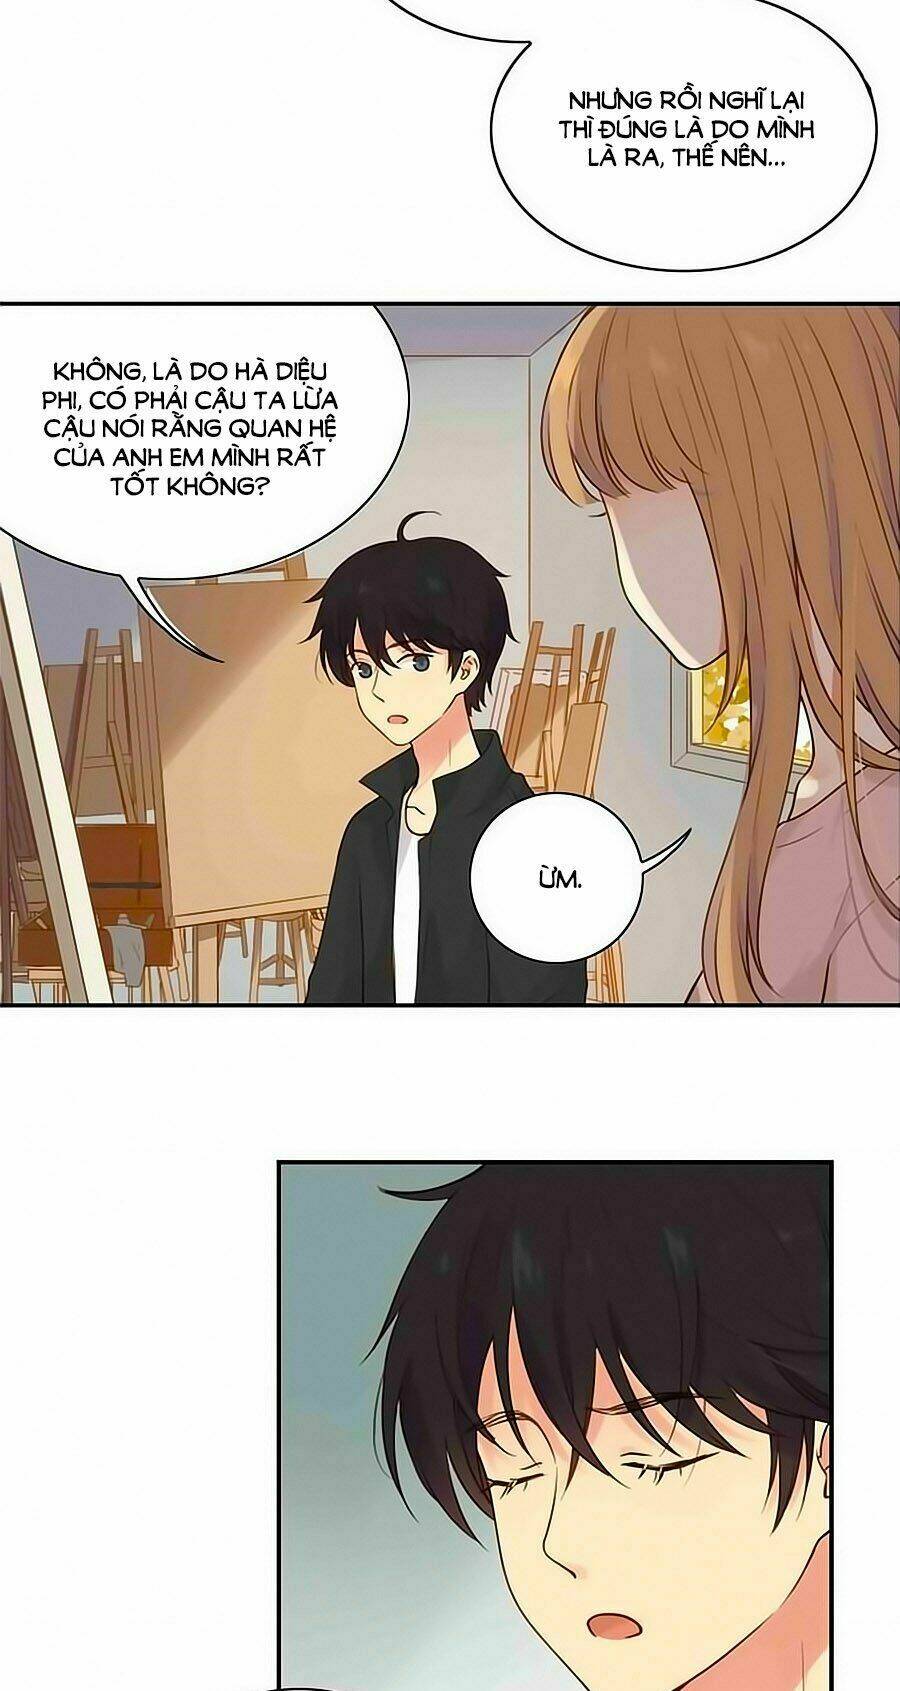 NHƯNG RỒI NGHĨ LẠI
THÌ ĐÚNG LÀ DO MÌNH
LÀ RA, THẾ NÊN...
KHÔNG, LÀ DO HÀ DIỆU
PHI, CÓ PHẢI CẬU TA LỪA
CẬU NÓI RẰNG QUAN HỆ
CỦA ANH EM MÌNH RẤT
TỐT KHÔNG?
ỪM.